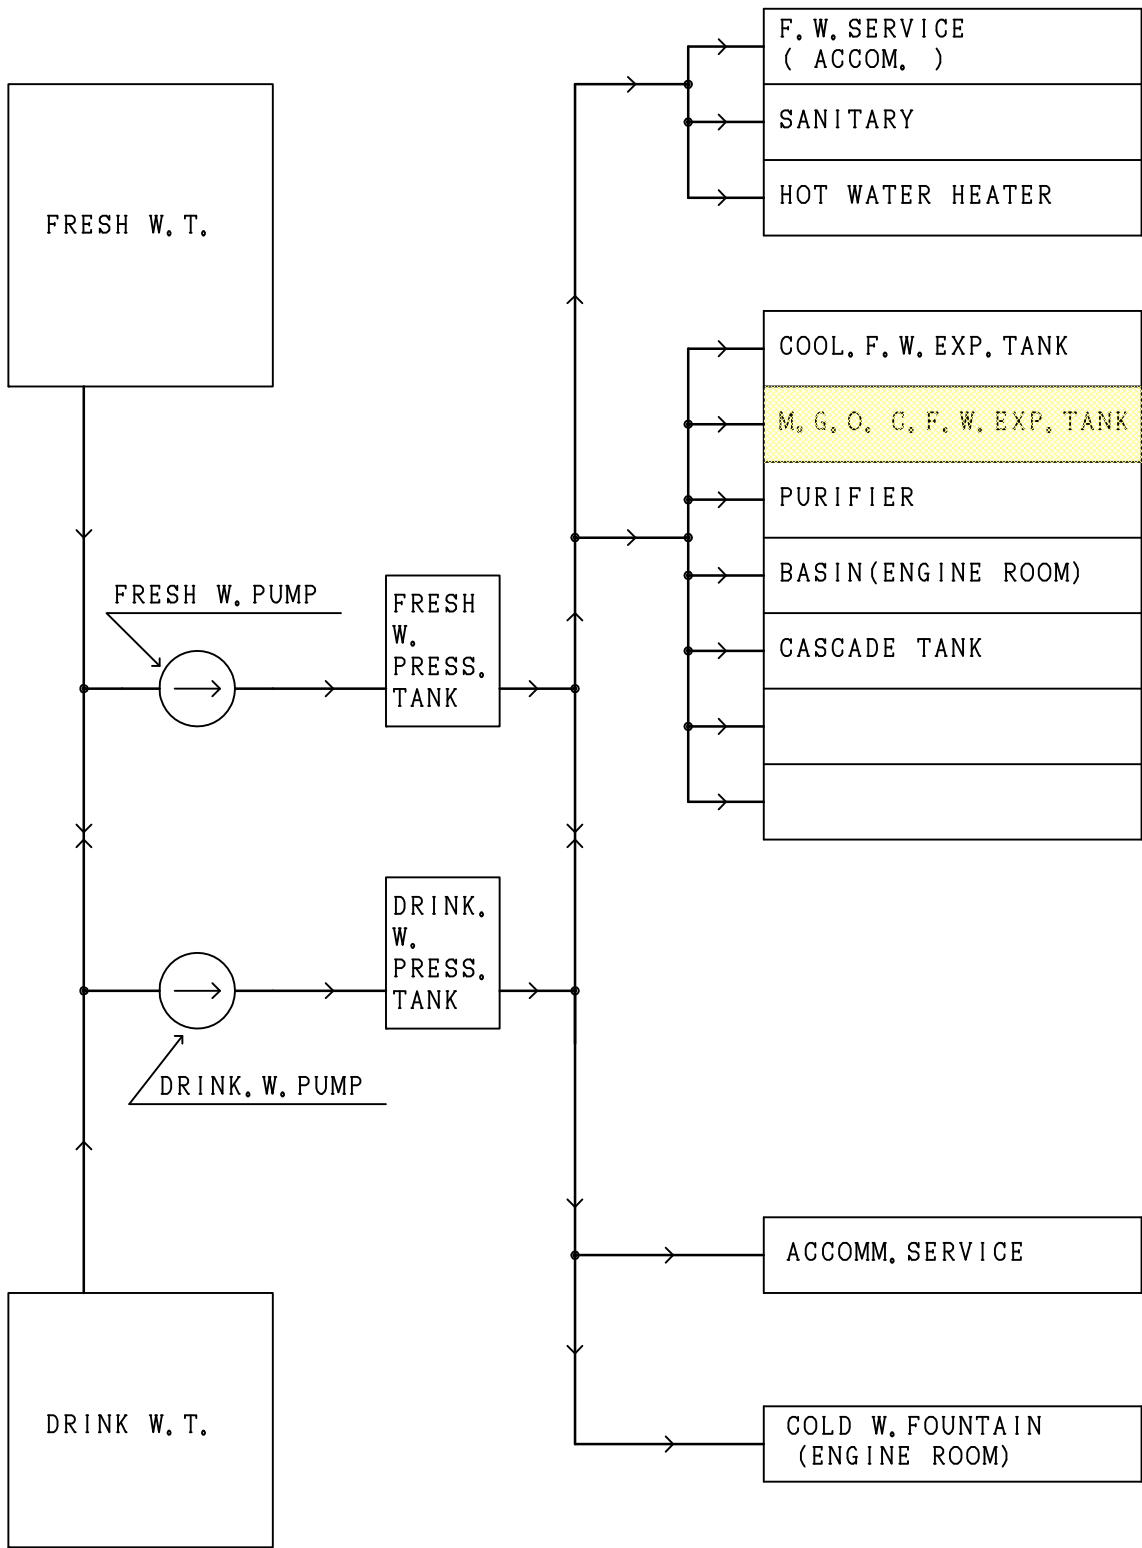 F.W.SERVICE
( ACCOM. )
SANITARY
HOT WATER HEATER
FRESH W.T.
COOL.F.W.EXP.TANK
M.G.O. C.F.W.EXP.TANK
PURIFIER
BASIN(ENGINE ROOM)
CASCADE TANK
FRESH W.PUMP
FRESH
W.
PRESS.
TANK
DRINK.
W.
PRESS.
TANK
DRINK.W.PUMP
ACCOMM.SERVICE
DRINK W.T.
COLD W.FOUNTAIN
(ENGINE ROOM)